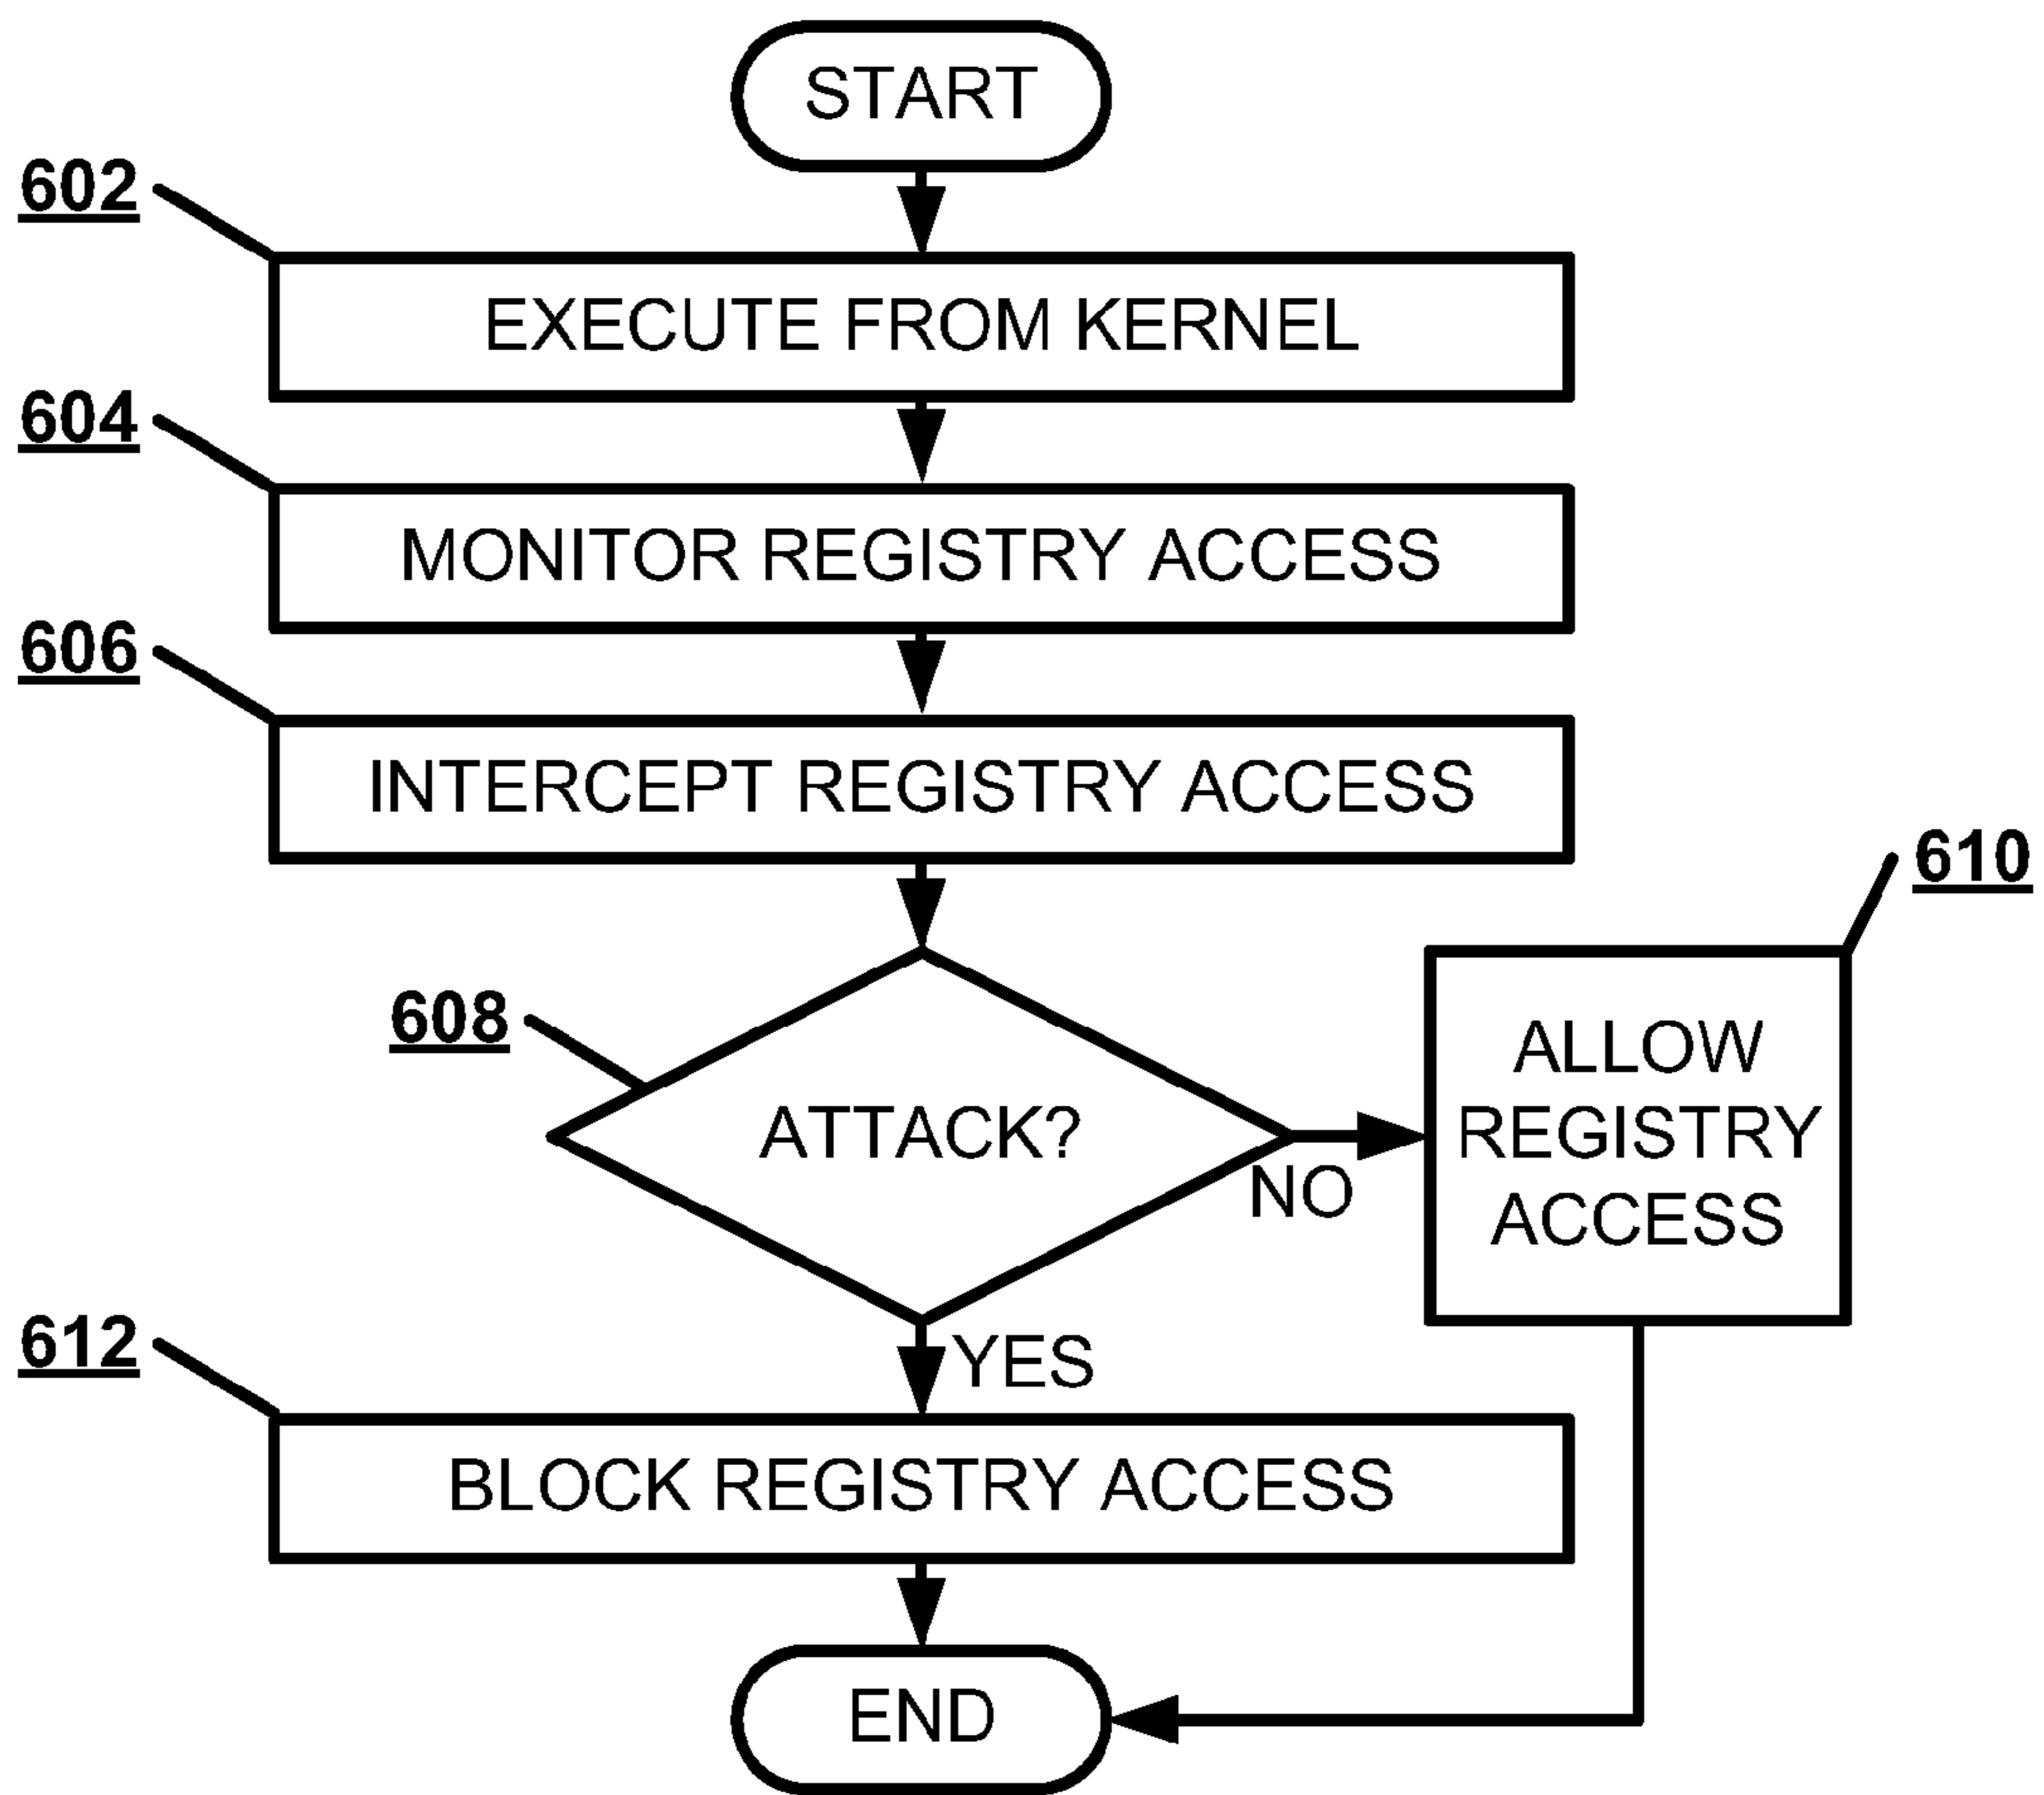 START
602
EXECUTE FROM KERNEL
604
MONITOR REGISTRY ACCESS
606
INTERCEPT REGISTRY ACCESS
610
608
ATTACK?
NO
ALLOW
REGISTRY
ACCESS
YES
612
BLOCK REGISTRY ACCESS
END